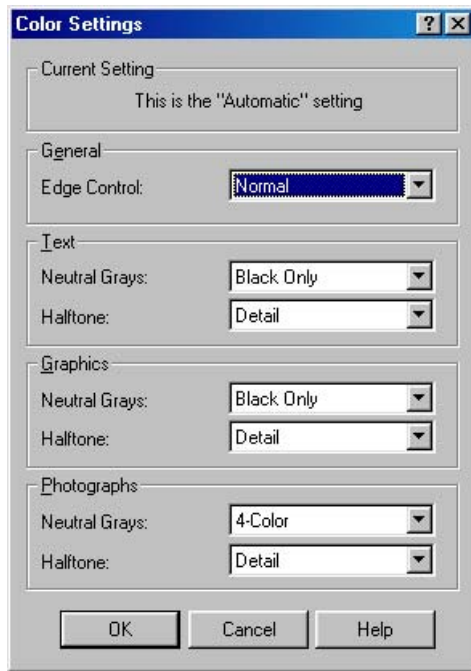 Color Settings
Current Setting
This is the "Automatic" setting
General
Edge Control: Normal
Text
Neutral Grays: Black Only
Halftone: Detail
Graphics
Neutral Grays: Black Only
Halftone: Detail
Photographs
Neutral Grays: 4-Color
Halftone: Detail
OK Cancel Help